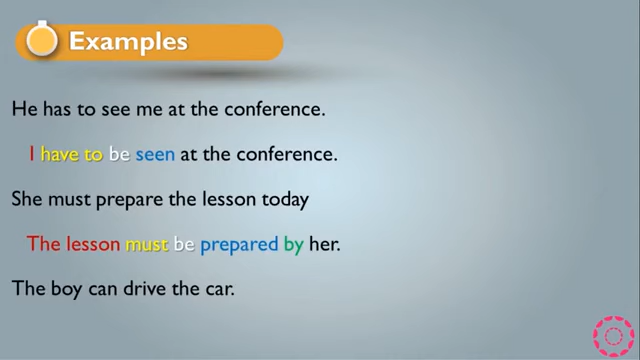 Examples
He has to see me at the conference.
I have to be seen at the conference.
She must prepare the lesson today
The lesson must be prepared by her.
The boy can drive the car.